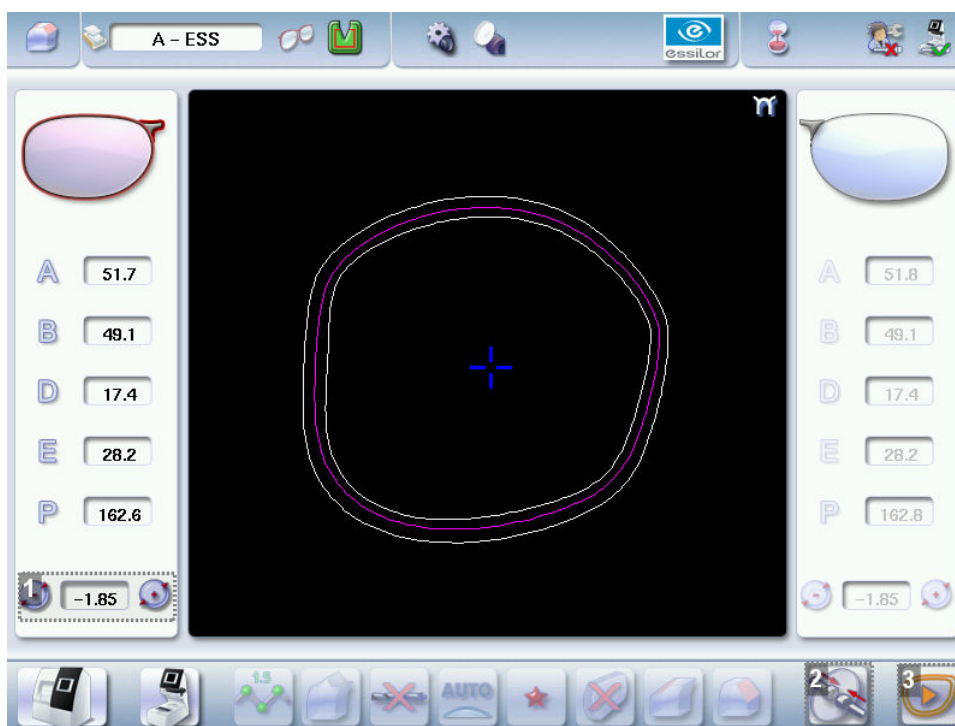 A - ESS
essilor
A 51.7
B 49.1
D 17.4
E 28.2
P 162.6
1 -1.85
A 51.8
B 49.1
D 17.4
E 28.2
P 162.8
-1.85
1.5
AUTO
2
3